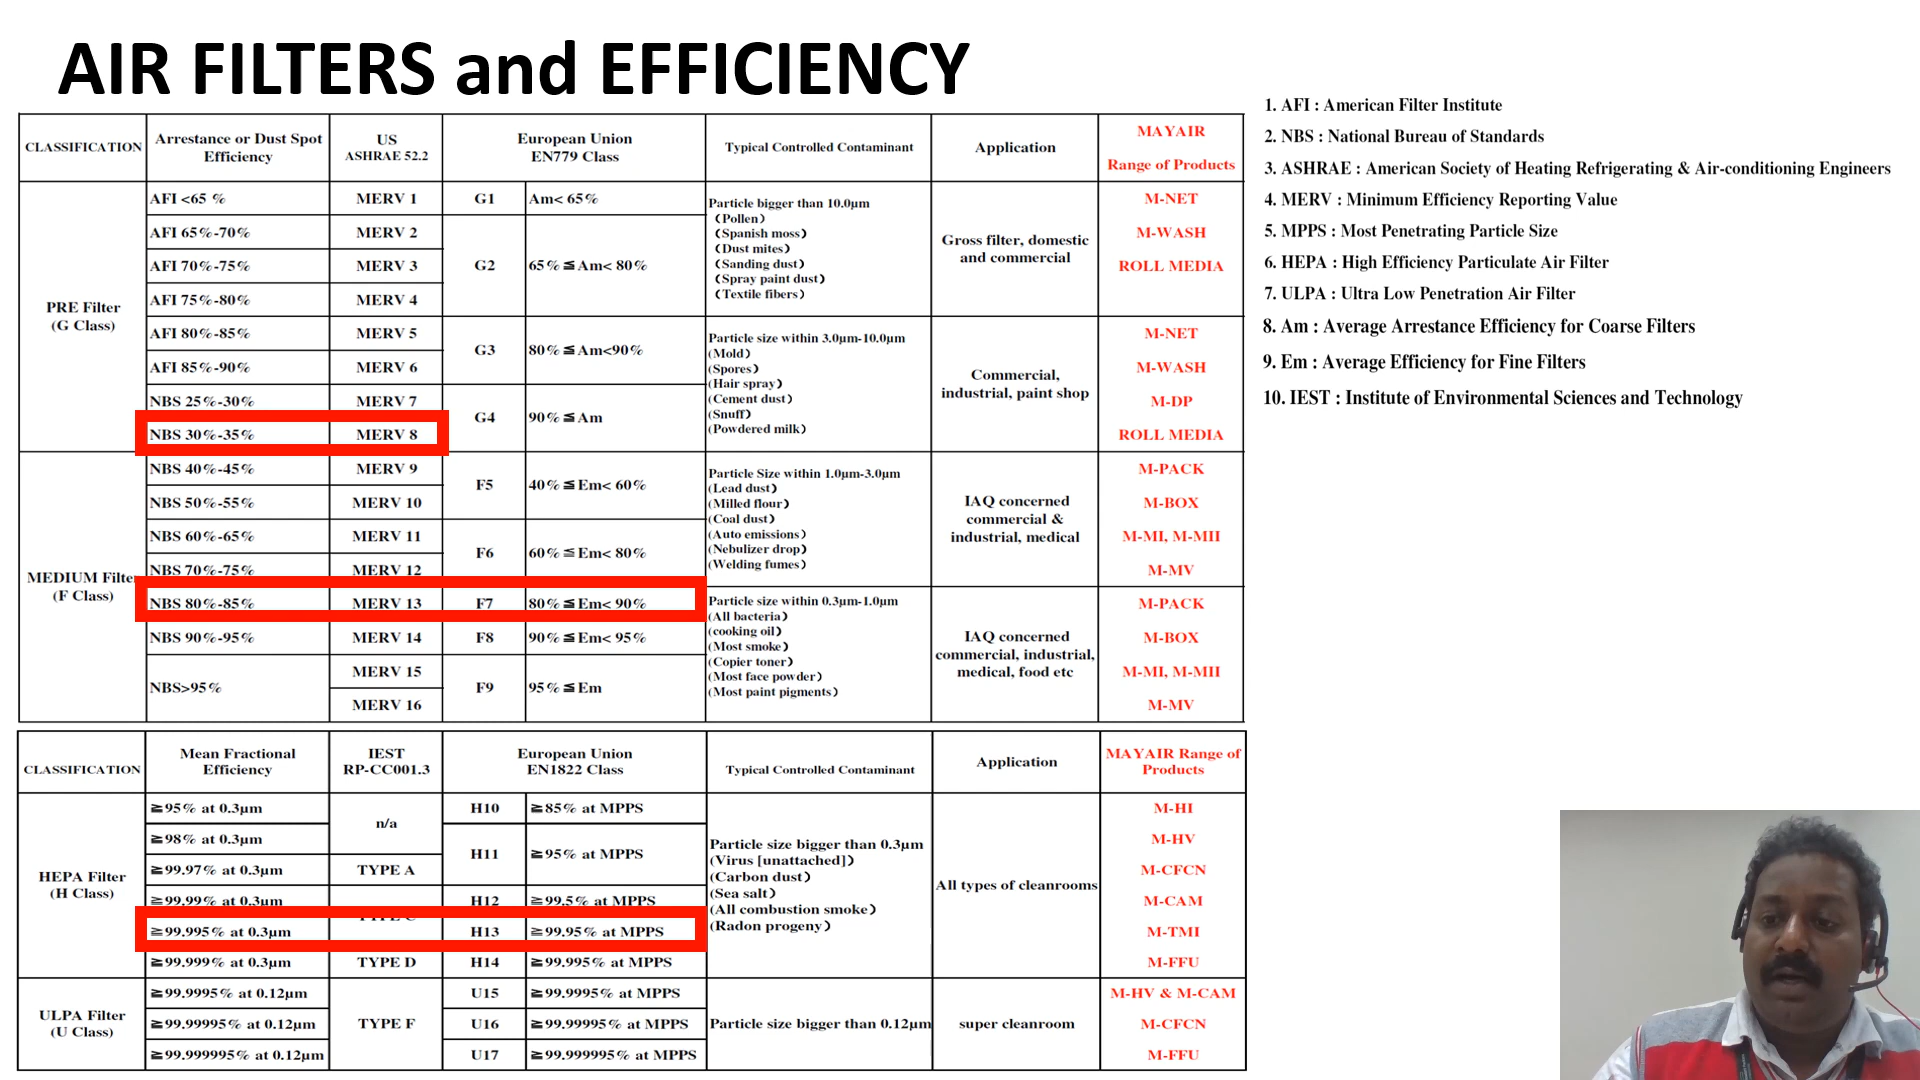 AIR FILTERS and EFFICIENCY
CLASSIFICATION
Arrestance or Dust Spot
Efficiency
US
ASHRAE 52.2
European Union
EN779 Class
Typical Controlled Contaminant
Application
MAYAIR
Range of Products
PRE Filter
(G Class)
AFI <65 %
MERV 1
G1
Am< 65%
AFI 65%-70%
MERV 2
AFI 70%-75%
MERV 3
G2
65%≦Am< 80%
AFI 75%-80%
MERV 4
Particle bigger than 10.0µm
(Pollen)
(Spanish moss)
(Dust mites)
(Sanding dust)
(Spray paint dust)
(Textile fibers)
Gross filter, domestic
and commercial
M-NET
M-WASH
ROLL MEDIA
AFI 80%-85%
MERV 5
G3
80%≦Am<90%
AFI 85%-90%
MERV 6
NBS 25%-30%
MERV 7
G4
90%≦Am
NBS 30%-35%
MERV 8
Particle size within 3.0µm-10.0µm
(Mold)
(Spores)
(Hair spray)
(Cement dust)
(Snuff)
(Powdered milk)
Commercial,
industrial, paint shop
M-NET
M-WASH
M-DP
ROLL MEDIA
MEDIUM Filte
(F Class)
NBS 40%-45%
MERV 9
F5
40%≦Em< 60%
NBS 50%-55%
MERV 10
NBS 60%-65%
MERV 11
F6
60%≦Em< 80%
NBS 70%-75%
MERV 12
Particle Size within 1.0µm-3.0µm
(Lead dust)
(Milled flour)
(Coal dust)
(Auto emissions)
(Nebulizer drop)
(Welding fumes)
IAQ concerned
commercial &
industrial, medical
M-PACK
M-BOX
M-MI, M-MII
M-MV
NBS 80%-85%
MERV 13
F7
80%≦Em< 90%
NBS 90%-95%
MERV 14
F8
90%≦Em< 95%
NBS>95%
MERV 15
MERV 16
F9
95%≦Em
Particle size within 0.3µm-1.0µm
(All bacteria)
(cooking oil)
(Most smoke)
(Copier toner)
(Most face powder)
(Most paint pigments)
IAQ concerned
commercial, industrial,
medical, food etc
M-PACK
M-BOX
M-MI, M-MII
M-MV
CLASSIFICATION
Mean Fractional
Efficiency
IEST
RP-CC001.3
European Union
EN1822 Class
Typical Controlled Contaminant
Application
MAYAIR Range of
Products
HEPA Filter
(H Class)
≧95% at 0.3µm
n/a
H10
≧85% at MPPS
≧98% at 0.3µm
H11
≧95% at MPPS
≧99.97% at 0.3µm
TYPE A
≧99.99% at 0.3µm
H12
≧99.5% at MPPS
≧99.995% at 0.3µm
H13
≧99.95% at MPPS
≧99.999% at 0.3µm
TYPE D
H14
≧99.995% at MPPS
Particle size bigger than 0.3µm
(Virus [unattached])
(Carbon dust)
(Sea salt)
(All combustion smoke)
(Radon progeny)
All types of cleanrooms
M-HI
M-HV
M-CFCN
M-CAM
M-TMI
M-FFU
ULPA Filter
(U Class)
≧99.9995% at 0.12µm
U15
≧99.9995% at MPPS
≧99.99995% at 0.12µm
TYPE F
U16
≧99.99995% at MPPS
≧99.999995% at 0.12µm
U17
≧99.999995% at MPPS
Particle size bigger than 0.12µm
super cleanroom
M-HV & M-CAM
M-CFCN
M-FFU
1. AFI : American Filter Institute
2. NBS : National Bureau of Standards
3. ASHRAE : American Society of Heating Refrigerating & Air-conditioning Engineers
4. MERV : Minimum Efficiency Reporting Value
5. MPPS : Most Penetrating Particle Size
6. HEPA : High Efficiency Particulate Air Filter
7. ULPA : Ultra Low Penetration Air Filter
8. Am : Average Arrestance Efficiency for Coarse Filters
9. Em : Average Efficiency for Fine Filters
10. IEST : Institute of Environmental Sciences and Technology